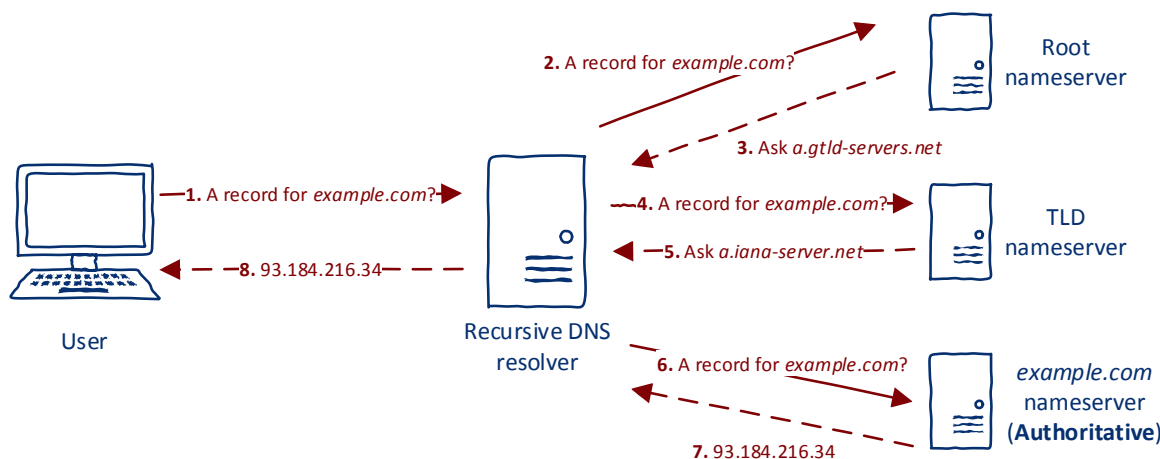 Root
nameserver
2. A record for example.com?
3. Ask a.gtld-servers.net
1. A record for example.com?
4. A record for example.com?
TLD
nameserver
5. Ask a.iana-server.net
8. 93.184.216.34
User
Recursive DNS
resolver
6. A record for example.com?
example.com
nameserver
(Authoritative)
7. 93.184.216.34